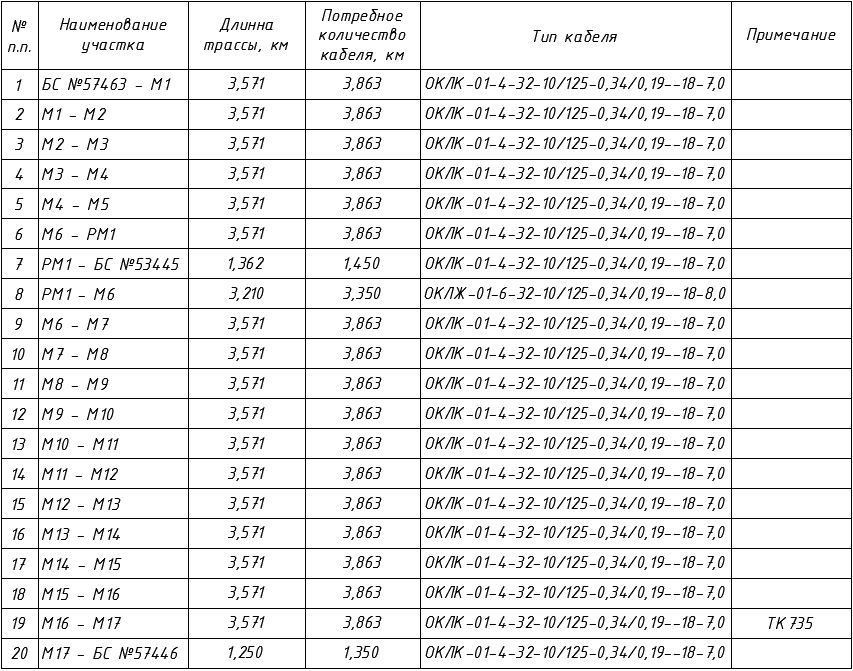 № п.п. Наименование участка Длинна трассы, км Потребное количество кабеля, км Тип кабеля Примечание
1 БС №57463 - М1 3,571 3,863 ОКЛК-01-4-32-10/125-0,34/0,19--18-7,0
2 М1 - М2 3,571 3,863 ОКЛК-01-4-32-10/125-0,34/0,19--18-7,0
3 М2 - М3 3,571 3,863 ОКЛК-01-4-32-10/125-0,34/0,19--18-7,0
4 М3 - М4 3,571 3,863 ОКЛК-01-4-32-10/125-0,34/0,19--18-7,0
5 М4 - М5 3,571 3,863 ОКЛК-01-4-32-10/125-0,34/0,19--18-7,0
6 М6 - РМ1 3,571 3,863 ОКЛК-01-4-32-10/125-0,34/0,19--18-7,0
7 РМ1 - БС №53445 1,362 1,450 ОКЛК-01-4-32-10/125-0,34/0,19--18-7,0
8 РМ1 - М6 3,210 3,350 ОКЛЖ-01-6-32-10/125-0,34/0,19--18-8,0
9 М6 - М7 3,571 3,863 ОКЛК-01-4-32-10/125-0,34/0,19--18-7,0
10 М7 - М8 3,571 3,863 ОКЛК-01-4-32-10/125-0,34/0,19--18-7,0
11 М8 - М9 3,571 3,863 ОКЛК-01-4-32-10/125-0,34/0,19--18-7,0
12 М9 - М10 3,571 3,863 ОКЛК-01-4-32-10/125-0,34/0,19--18-7,0
13 М10 - М11 3,571 3,863 ОКЛК-01-4-32-10/125-0,34/0,19--18-7,0
14 М11 - М12 3,571 3,863 ОКЛК-01-4-32-10/125-0,34/0,19--18-7,0
15 М12 - М13 3,571 3,863 ОКЛК-01-4-32-10/125-0,34/0,19--18-7,0
16 М13 - М14 3,571 3,863 ОКЛК-01-4-32-10/125-0,34/0,19--18-7,0
17 М14 - М15 3,571 3,863 ОКЛК-01-4-32-10/125-0,34/0,19--18-7,0
18 М15 - М16 3,571 3,863 ОКЛК-01-4-32-10/125-0,34/0,19--18-7,0
19 М16 - М17 3,571 3,863 ОКЛК-01-4-32-10/125-0,34/0,19--18-7,0 ТК 735
20 М17 - БС №57446 1,250 1,350 ОКЛК-01-4-32-10/125-0,34/0,19--18-7,0